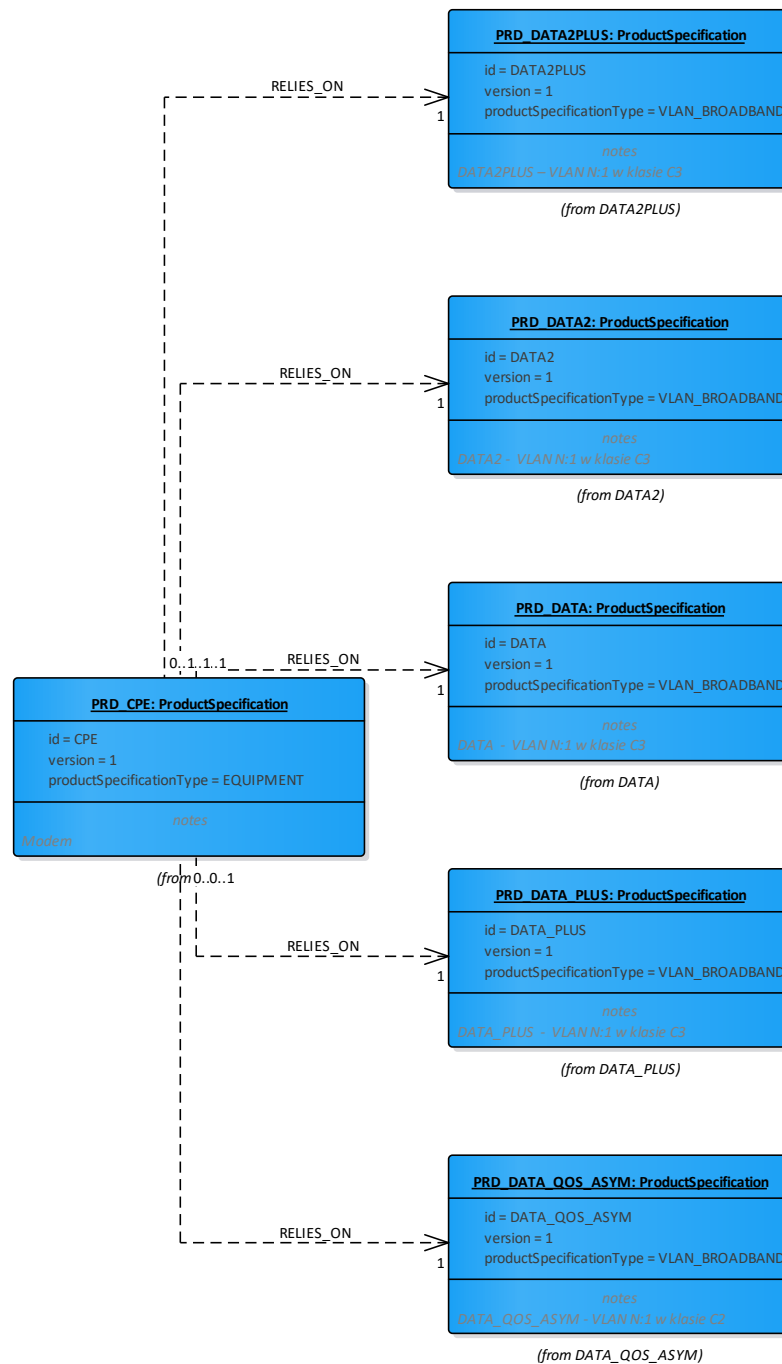 PRD_DATA2PLUS: ProductSpecification
id = DATA2PLUS
version = 1
productSpecificationType = VLAN_BROADBAND
notes
DATA2PLUS – VLAN N:1 w klasie C3
(from DATA2PLUS)
RELIES_ON
1
PRD_DATA2: ProductSpecification
id = DATA2
version = 1
productSpecificationType = VLAN_BROADBAND
notes
DATA2 - VLAN N:1 w klasie C3
(from DATA2)
RELIES_ON
1
PRD_DATA: ProductSpecification
id = DATA
version = 1
productSpecificationType = VLAN_BROADBAND
notes
DATA - VLAN N:1 w klasie C3
(from DATA)
RELIES_ON
1
0..1..1..1
PRD_CPE: ProductSpecification
id = CPE
version = 1
productSpecificationType = EQUIPMENT
notes
Modem
(from 0..0..1
PRD_DATA_PLUS: ProductSpecification
id = DATA_PLUS
version = 1
productSpecificationType = VLAN_BROADBAND
notes
DATA_PLUS - VLAN N:1 w klasie C3
(from DATA_PLUS)
RELIES_ON
1
PRD_DATA_QOS_ASYM: ProductSpecification
id = DATA_QOS_ASYM
version = 1
productSpecificationType = VLAN_BROADBAND
notes
DATA_QOS_ASYM - VLAN N:1 w klasie C2
(from DATA_QOS_ASYM)
RELIES_ON
1